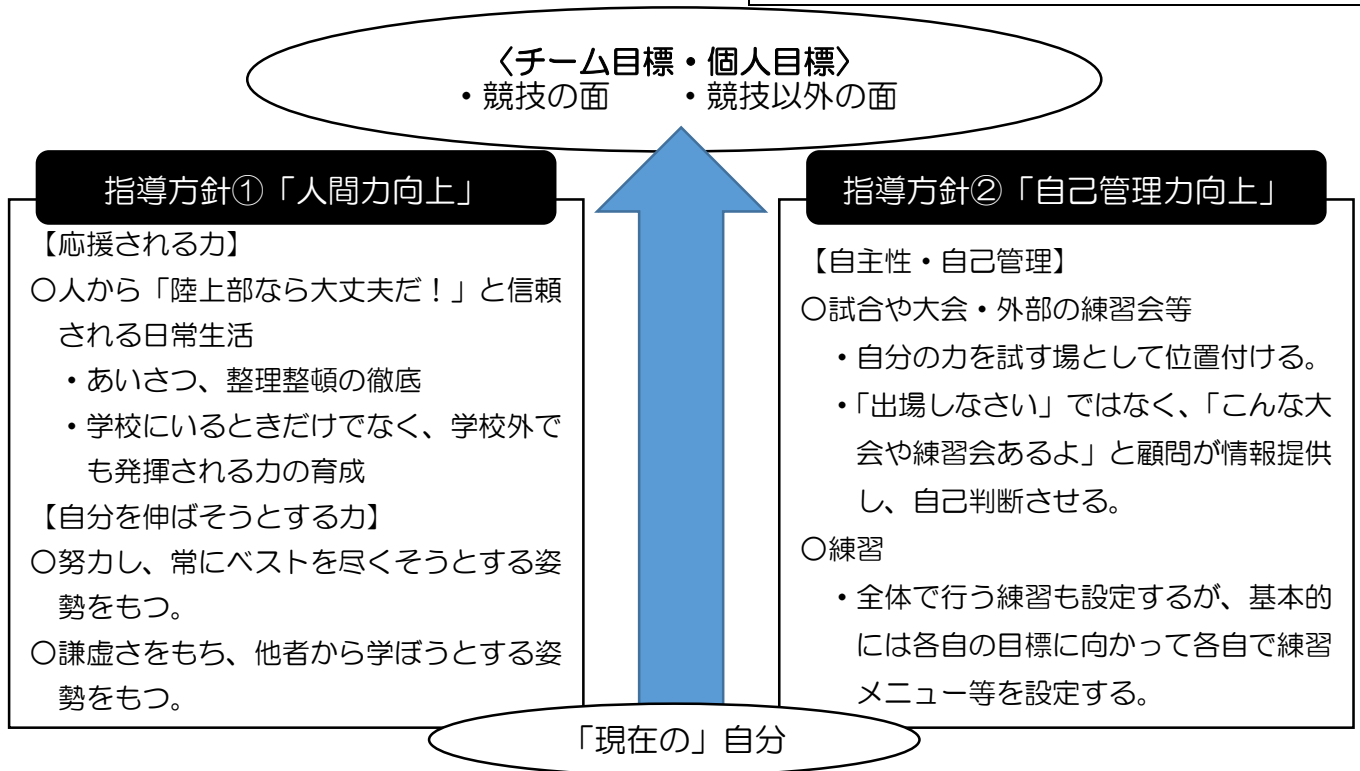 〈チーム目標・個人目標〉
・競技の面　　・競技以外の面
指導方針①「人間力向上」
【応援される力】
〇人から「陸上部なら大丈夫だ!」と信頼
される日常生活
・あいさつ、整理整頓の徹底
・学校にいるときだけでなく、学校外で
も発揮される力の育成
【自分を伸ばそうとする力】
〇努力し、常にベストを尽くそうとする姿
勢をもつ。
〇謙虚さをもち、他者から学ぼうとする姿
勢をもつ。
指導方針②「自己管理力向上」
【自主性・自己管理】
〇試合や大会・外部の練習会等
・自分の力を試す場として位置付ける。
・「出場しなさい」ではなく、「こんな大
会や練習会あるよ」と顧問が情報提供
し、自己判断させる。
〇練習
・全体で行う練習も設定するが、基本的
には各自の目標に向かって各自で練習
メニュー等を設定する。
「現在の」自分